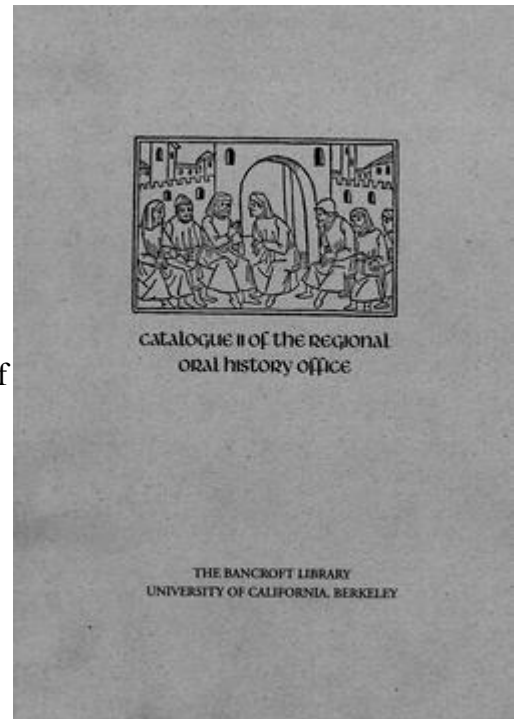 f
catalogue II of the regional
oral history office
THE BANCROFT LIBRARY
UNIVERSITY OF CALIFORNIA, BERKELEY